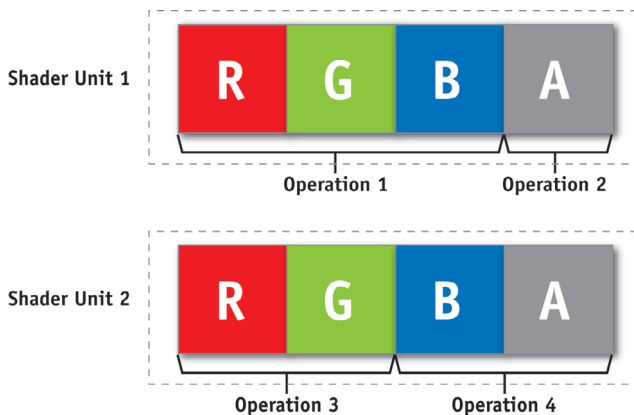 Shader Unit 1
R G B A
Operation 1 Operation 2
Shader Unit 2
R G B A
Operation 3 Operation 4